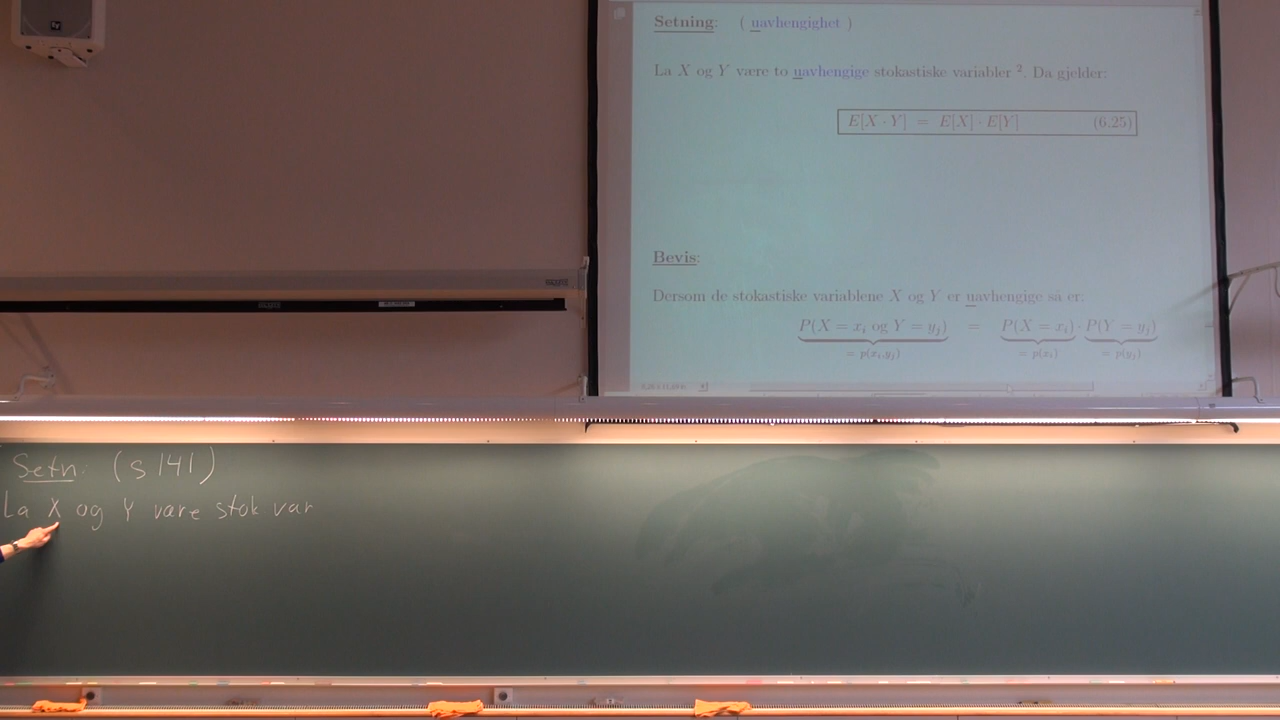 Setning: ( uavhengighet )
La X og Y være to uavhengige stokastiske variabler ². Da gjelder:
E[X · Y] = E[X] · E[Y] (6.25)
Bevis:
Dersom de stokastiske variablene X og Y er uavhengige så er:
P(X = xᵢ og Y = yⱼ) = P(X = xᵢ) · P(Y = yⱼ)
= p(xᵢ,yⱼ) = p(xᵢ) = p(yⱼ)
Setn: (s 141)
La X og Y være stok var